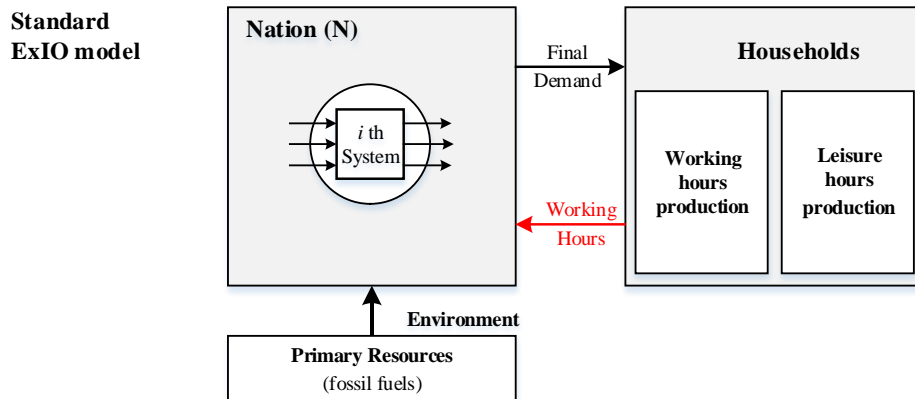 Standard
ExIO model
Nation (N)
i th
System
Final
Demand
Working
Hours
Households
Working
hours
production
Leisure
hours
production
Environment
Primary Resources
(fossil fuels)